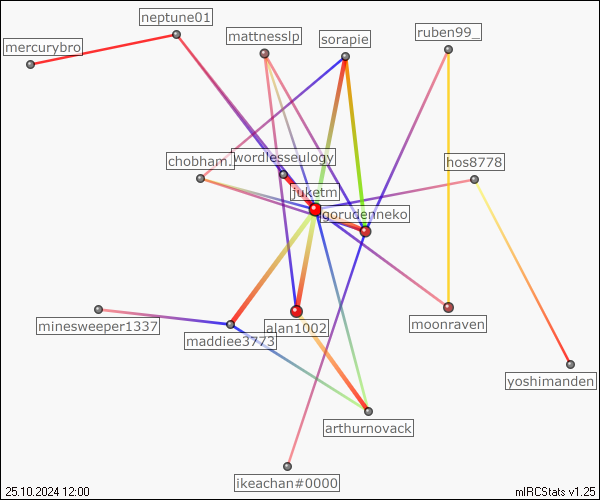 neptune01
mattnesslp
ruben99_
sorapie
mercurybro
wordlesseulogy
chobham.
hos8778
juketm
gorudenneko
minesweeper1337
alan1002
moonraven
maddiee3773
yoshimanden
arthurnovack
ikeachan#0000
25.10.2024 12:00
mIRCStats v1.25